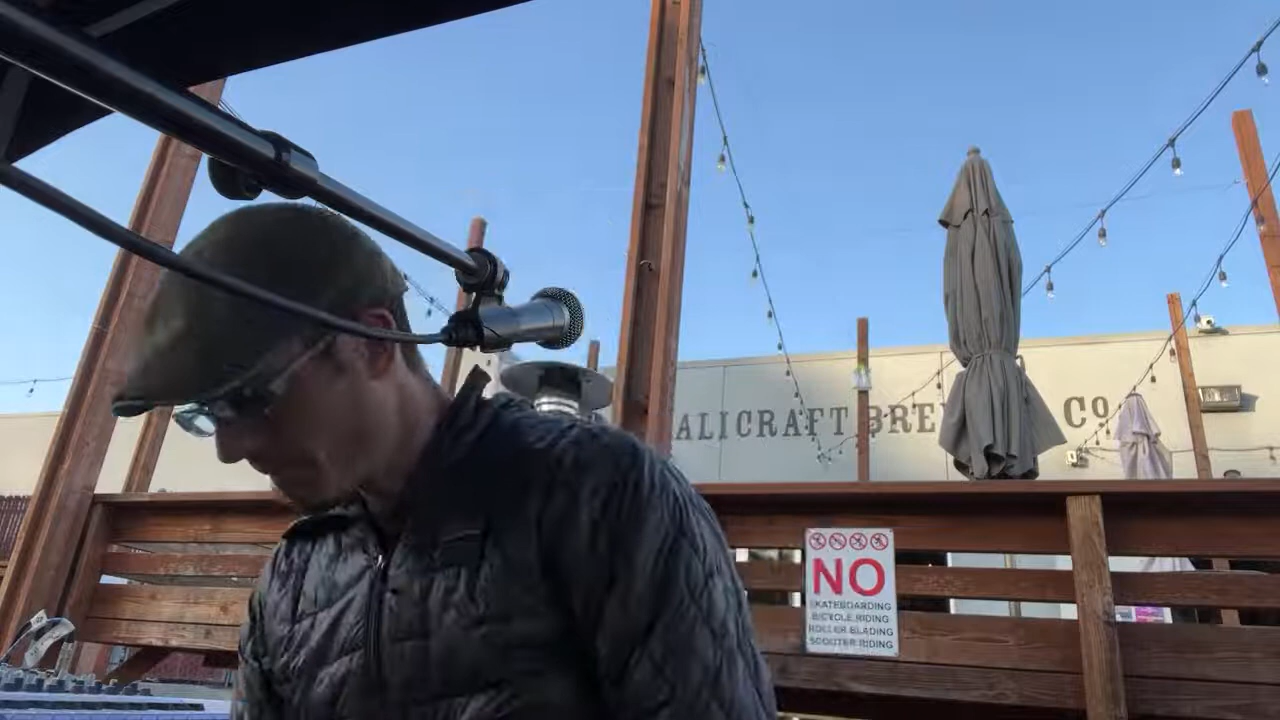 ALICRAFT BRE Co
NO
SKATEBOARDING
BICYCLE RIDING
ROLLER BLADING
SCOOTER RIDING